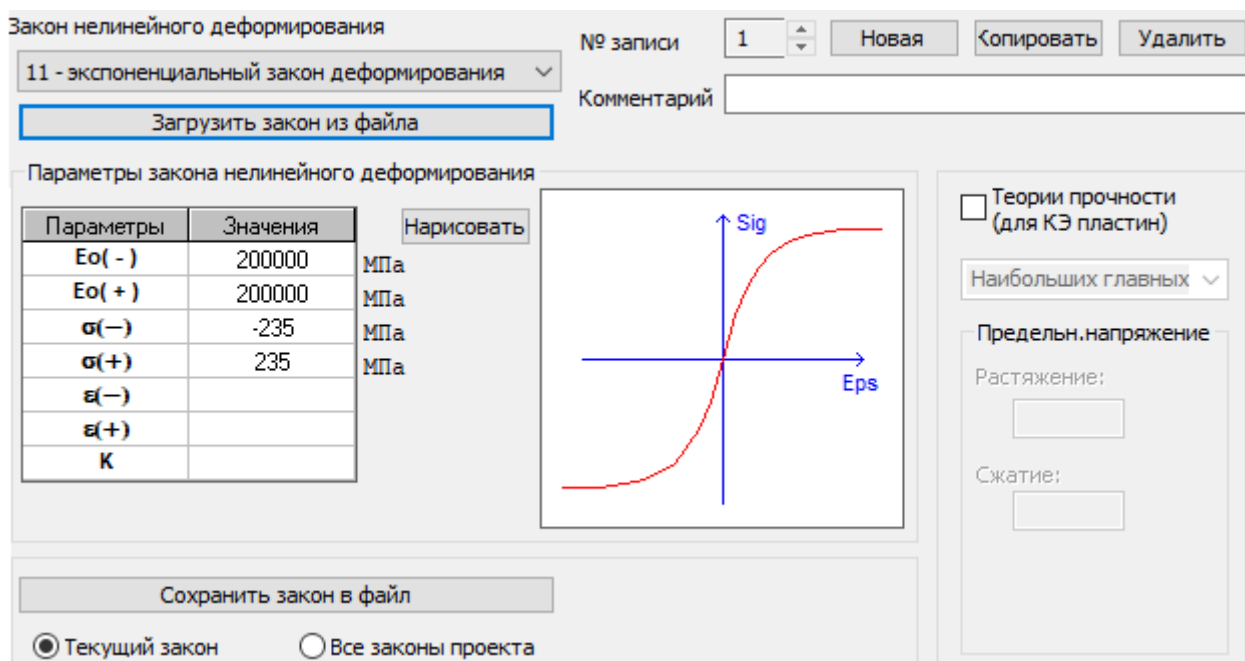 Закон нелинейного деформирования
11 - экспоненциальный закон деформирования
Загрузить закон из файла
№ записи 1 Новая Копировать Удалить
Комментарий
Параметры закона нелинейного деформирования
Параметры Значения
Eo( - ) 200000 МПа
Eo( + ) 200000 МПа
σ(−) -235 МПа
σ(+) 235 МПа
ε(−)
ε(+)
K
Нарисовать
Sig
Eps
Теории прочности
(для КЭ пластин)
Наибольших главных
Предельн.напряжение
Растяжение:
Сжатие:
Сохранить закон в файл
Текущий закон Все законы проекта